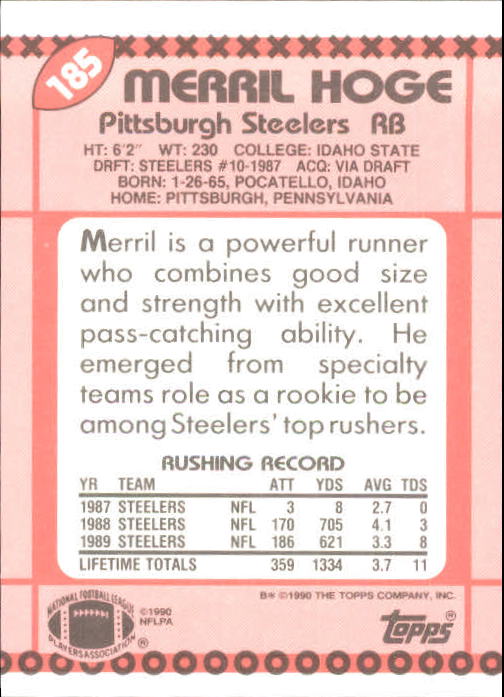 185
MERRIL HOGE
Pittsburgh Steelers RB
HT: 6'2" WT: 230 COLLEGE: IDAHO STATE
DRFT: STEELERS #10-1987 ACQ: VIA DRAFT
BORN: 1-26-65, POCATELLO, IDAHO
HOME: PITTSBURGH, PENNSYLVANIA
Merril is a powerful runner
who combines good size
and strength with excellent
pass-catching ability. He
emerged from specialty
teams role as a rookie to be
among Steelers' top rushers.
RUSHING RECORD
YR TEAM ATT YDS AVG TDS
1987 STEELERS NFL 3 8 2.7 0
1988 STEELERS NFL 170 705 4.1 3
1989 STEELERS NFL 186 621 3.3 8
LIFETIME TOTALS 359 1334 3.7 11
B* ©1990 THE TOPPS COMPANY, INC.
NATIONAL FOOTBALL LEAGUE
PLAYERS ASSOCIATION ®
©1990
NFLPA
topps®